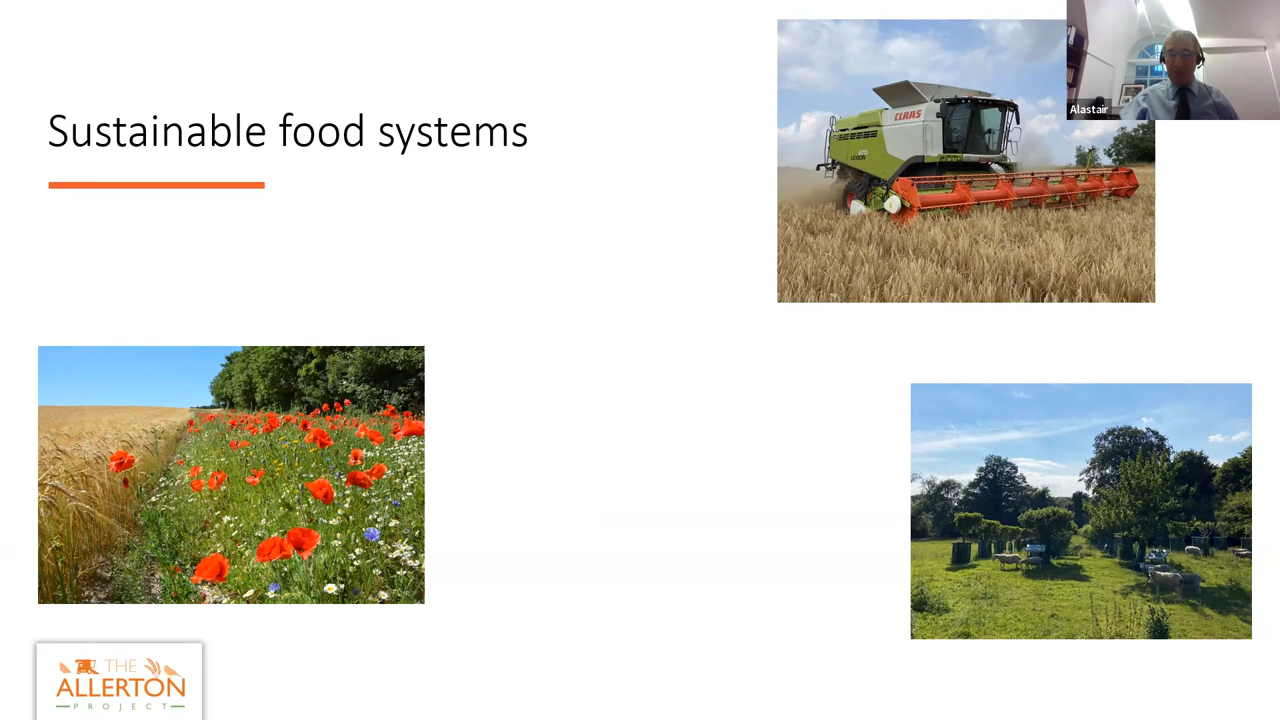 Sustainable food systems
CLAAS
LEXION
Alastair
THE
ALLERTON
PROJECT